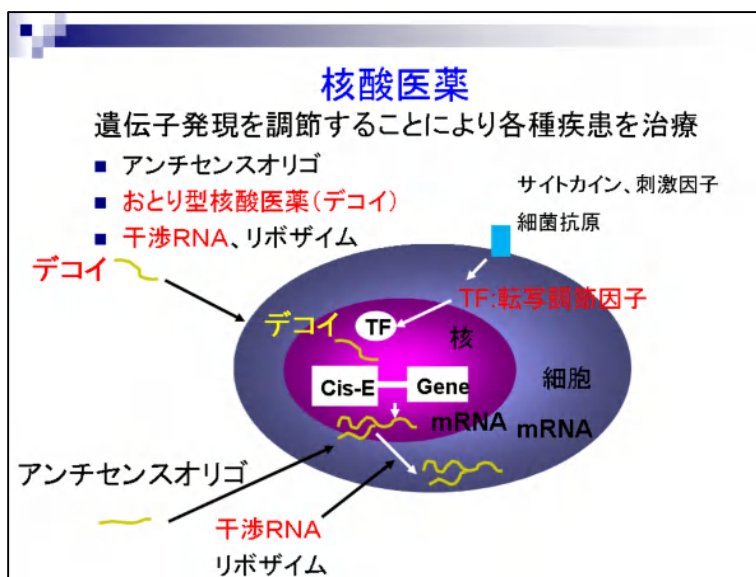 核酸医薬
遺伝子発現を調節することにより各種疾患を治療
アンチセンスオリゴ
おとり型核酸医薬(デコイ)
干渉RNA、リボザイム
サイトカイン、刺激因子
細菌抗原
デコイ
TF:転写調節因子
デコイ
TF
核
Cis-E
Gene
細胞
mRNA
mRNA
アンチセンスオリゴ
干渉RNA
リボザイム